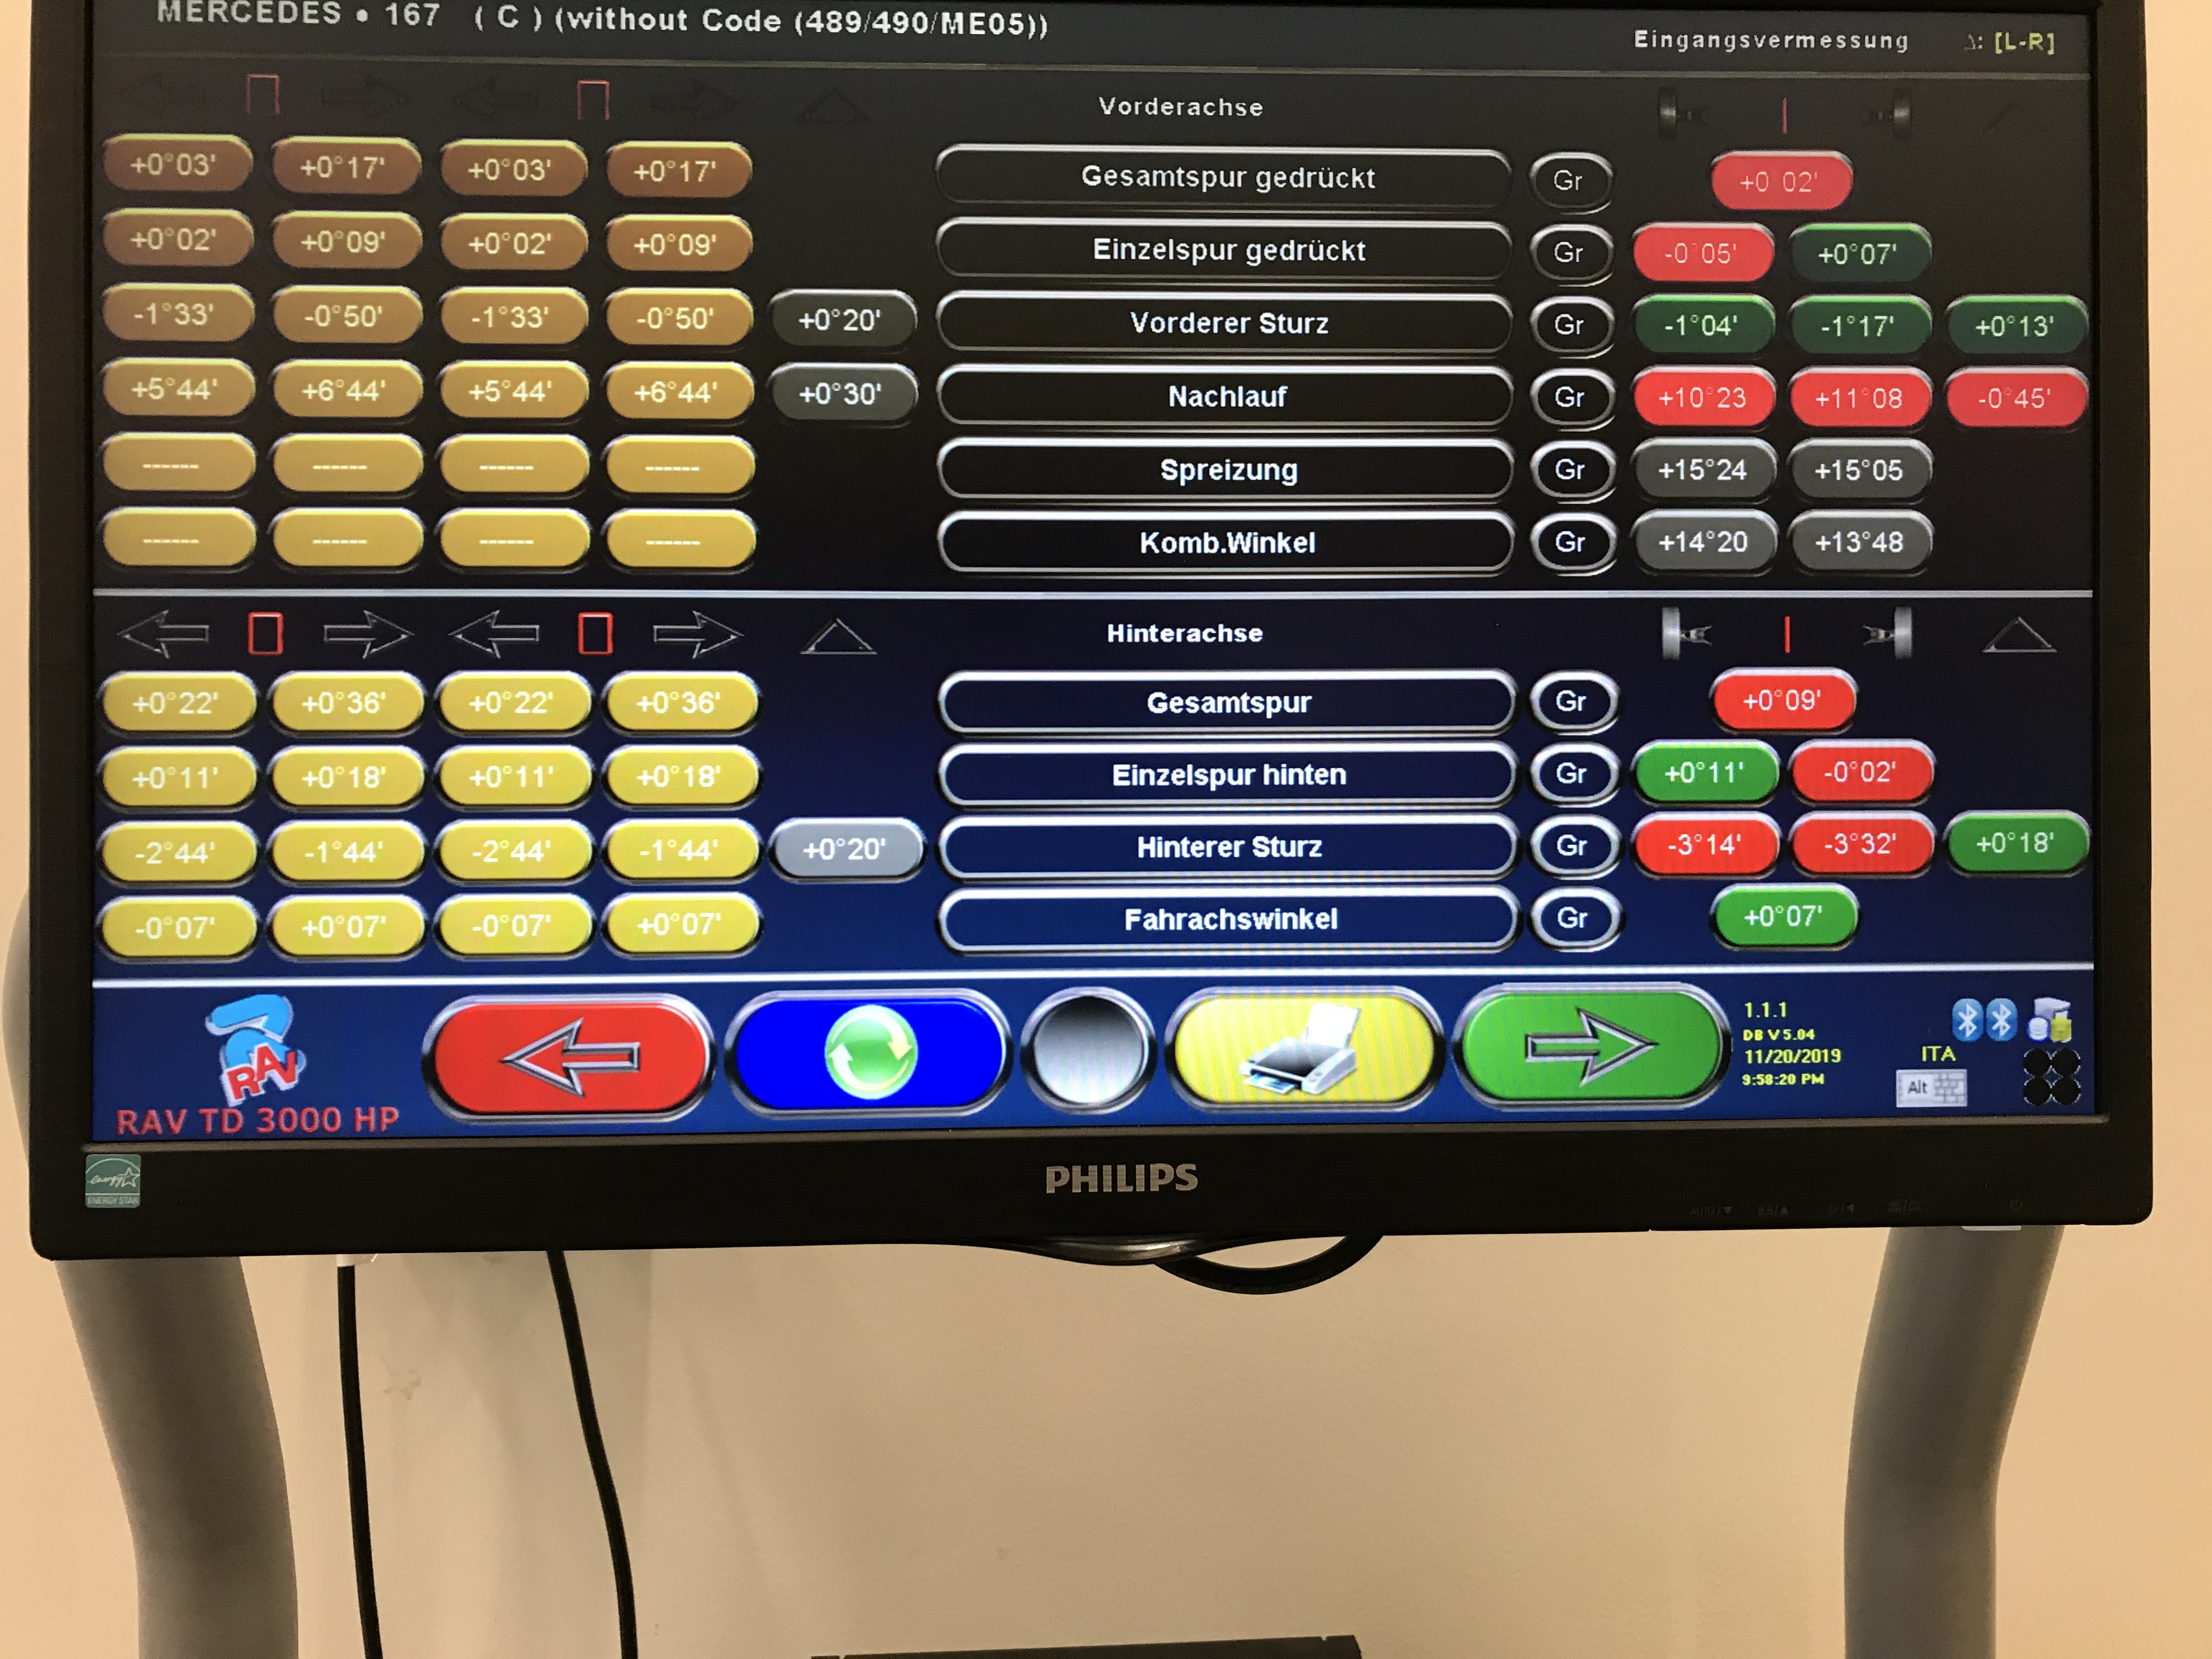 MERCEDES • 167 ( C ) (without Code (489/490/ME05))
Eingangsvermessung Δ: [L-R]
Vorderachse
+0°03' +0°17' +0°03' +0°17' Gesamtspur gedrückt Gr +0 02'
+0°02' +0°09' +0°02' +0°09' Einzelspur gedrückt Gr -0°05' +0°07'
-1°33' -0°50' -1°33' -0°50' +0°20' Vorderer Sturz Gr -1°04' -1°17' +0°13'
+5°44' +6°44' +5°44' +6°44' +0°30' Nachlauf Gr +10°23 +11°08 -0°45'
------ ------ ------ ------ Spreizung Gr +15°24 +15°05
------ ------ ------ ------ Komb.Winkel Gr +14°20 +13°48
Hinterachse
+0°22' +0°36' +0°22' +0°36' Gesamtspur Gr +0°09'
+0°11' +0°18' +0°11' +0°18' Einzelspur hinten Gr +0°11' -0°02'
-2°44' -1°44' -2°44' -1°44' +0°20' Hinterer Sturz Gr -3°14' -3°32' +0°18'
-0°07' +0°07' -0°07' +0°07' Fahrachswinkel Gr +0°07'
RAV
RAV TD 3000 HP
1.1.1
DB V 5.04
11/20/2019
9:58:20 PM
ITA
Alt
energy
ENERGY STAR
PHILIPS